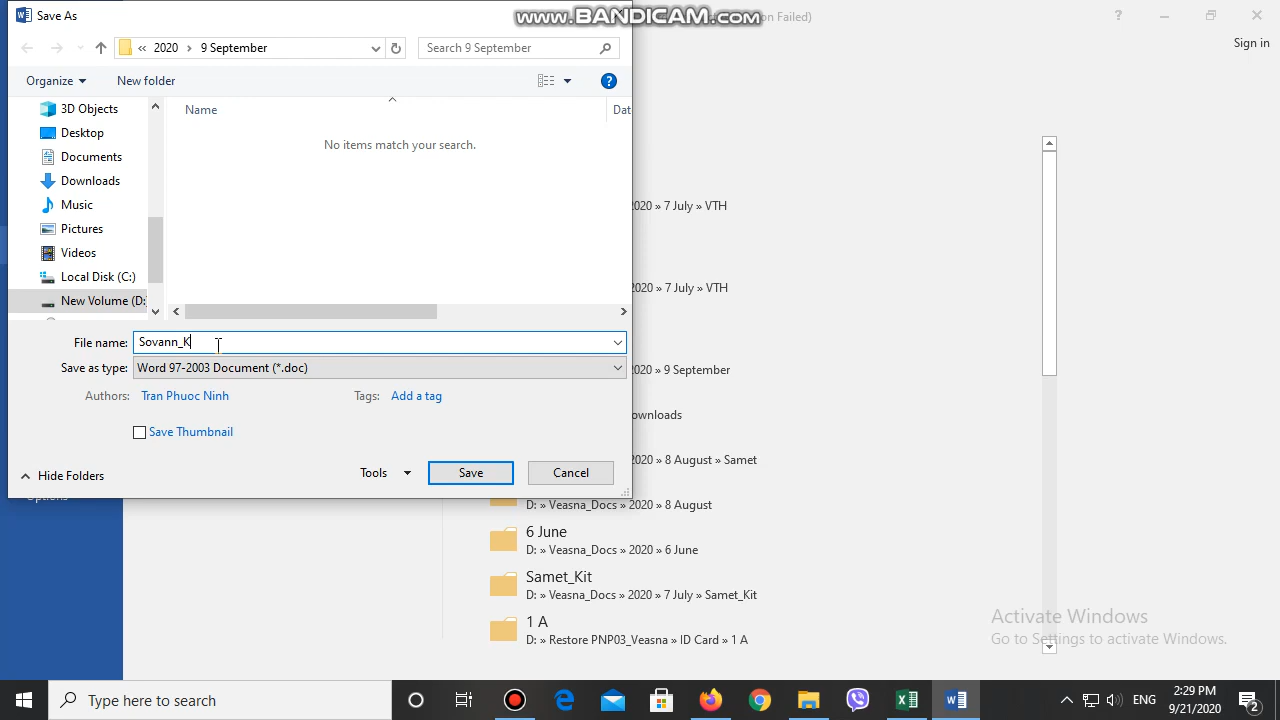 Save As
www.BANDICAM.com
on Failed)
Sign in
2020
9 September
Search 9 September
Organize
New folder
3D Objects
Desktop
Documents
Downloads
Music
Pictures
Videos
Local Disk (C:)
New Volume (D:
Name
Dat
No items match your search.
File name:
Sovann_K
Save as type:
Word 97-2003 Document (*.doc)
Authors:
Tran Phuoc Ninh
Tags:
Add a tag
Save Thumbnail
Hide Folders
Tools
Save
Cancel
2020 » 7 July » VTH
2020 » 7 July » VTH
2020 » 9 September
ownloads
2020 » 8 August » Samet
D: » Veasna_Docs » 2020 » 8 August
6 June
D: » Veasna_Docs » 2020 » 6 June
Samet_Kit
D: » Veasna_Docs » 2020 » 7 July » Samet_Kit
1 A
D: » Restore PNP03_Veasna » ID Card » 1 A
Options
Activate Windows
Go to Settings to activate Windows.
Type here to search
ENG
2:29 PM
9/21/2020
2